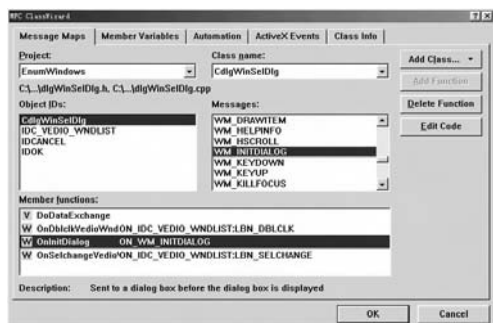 MFC ClassWizard
Message Maps
Member Variables
Automation
ActiveX Events
Class Info
Project:
Class name:
EnumWindows
CdlgWinSelDlg
Add Class...
Add Function
Delete Function
Edit Code
C:\...\dlgWinSelDlg.h, C:\...\dlgWinSelDlg.cpp
Object IDs:
Messages:
CdlgWinSelDlg
IDC_VEDIO_WNDLIST
IDCANCEL
IDOK
WM_DRAWITEM
WM_HELPINFO
WM_HSCROLL
WM_INITDIALOG
WM_KEYDOWN
WM_KEYUP
WM_KILLFOCUS
Member functions:
V DoDataExchange
W OnDblclkVedioWndON_IDC_VEDIO_WNDLIST:LBN_DBLCLK
W OnInitDialog ON_WM_INITDIALOG
W OnSelchangeVedio'ON_IDC_VEDIO_WNDLIST:LBN_SELCHANGE
Description: Sent to a dialog box before the dialog box is displayed
OK
Cancel